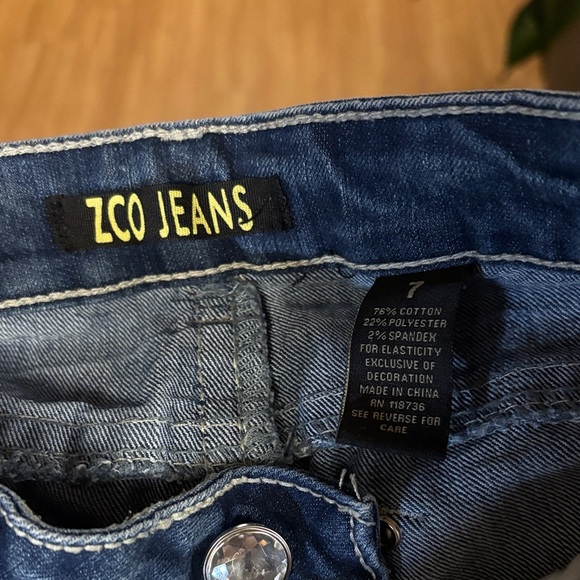 ZCO JEANS
7
76% COTTON
22% POLYESTER
2% SPANDEX
FOR ELASTICITY
EXCLUSIVE OF
DECORATION
MADE IN CHINA
RN 118736
SEE REVERSE FOR
CARE